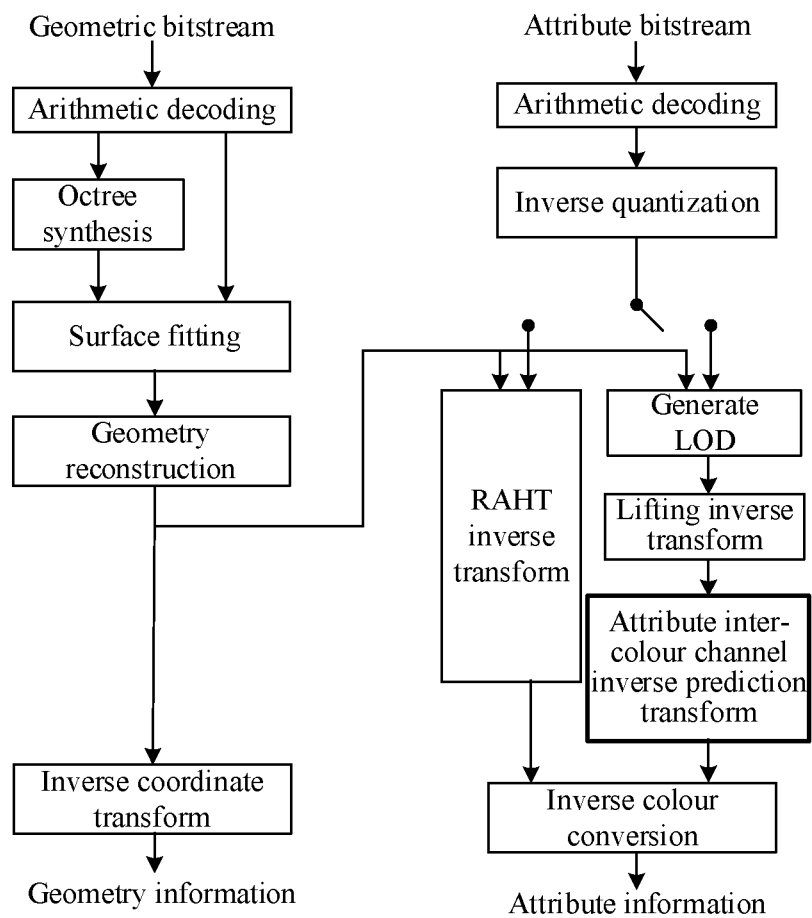 Geometric bitstream
Arithmetic decoding
Octree
synthesis
Surface fitting
Geometry
reconstruction
Inverse coordinate
transform
Geometry information
Attribute bitstream
Arithmetic decoding
Inverse quantization
RAHT
inverse
transform
Generate
LOD
Lifting inverse
transform
Attribute inter-
colour channel
inverse prediction
transform
Inverse colour
conversion
Attribute information